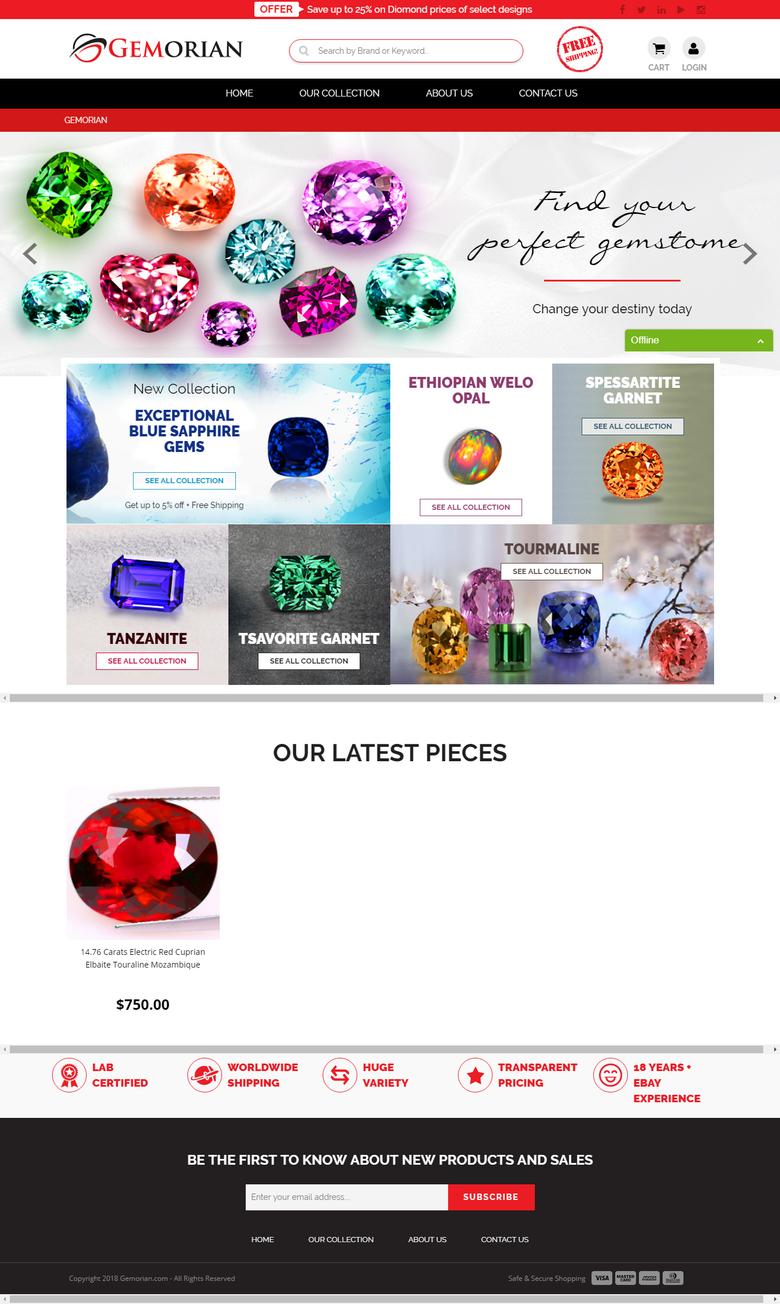 OFFER Save up to 25% on Diomond prices of select designs
GEMORIAN
Search by Brand or Keyword..
FREE
SHIPPING!
CART
LOGIN
HOME
OUR COLLECTION
ABOUT US
CONTACT US
GEMORIAN
Find your
perfect gemstome
Change your destiny today
Offline
New Collection
EXCEPTIONAL
BLUE SAPPHIRE
GEMS
SEE ALL COLLECTION
Get up to 5% off + Free Shipping
ETHIOPIAN WELO
OPAL
SEE ALL COLLECTION
SPESSARTITE
GARNET
SEE ALL COLLECTION
TANZANITE
SEE ALL COLLECTION
TSAVORITE GARNET
SEE ALL COLLECTION
TOURMALINE
SEE ALL COLLECTION
OUR LATEST PIECES
14.76 Carats Electric Red Cuprian
Elbaite Touraline Mozambique
$750.00
LAB
CERTIFIED
WORLDWIDE
SHIPPING
HUGE
VARIETY
TRANSPARENT
PRICING
18 YEARS +
EBAY
EXPERIENCE
BE THE FIRST TO KNOW ABOUT NEW PRODUCTS AND SALES
Enter your email address...
SUBSCRIBE
HOME
OUR COLLECTION
ABOUT US
CONTACT US
Copyright 2018 Gemorian.com - All Rights Reserved
Safe & Secure Shopping
VISA
MASTER
CARD